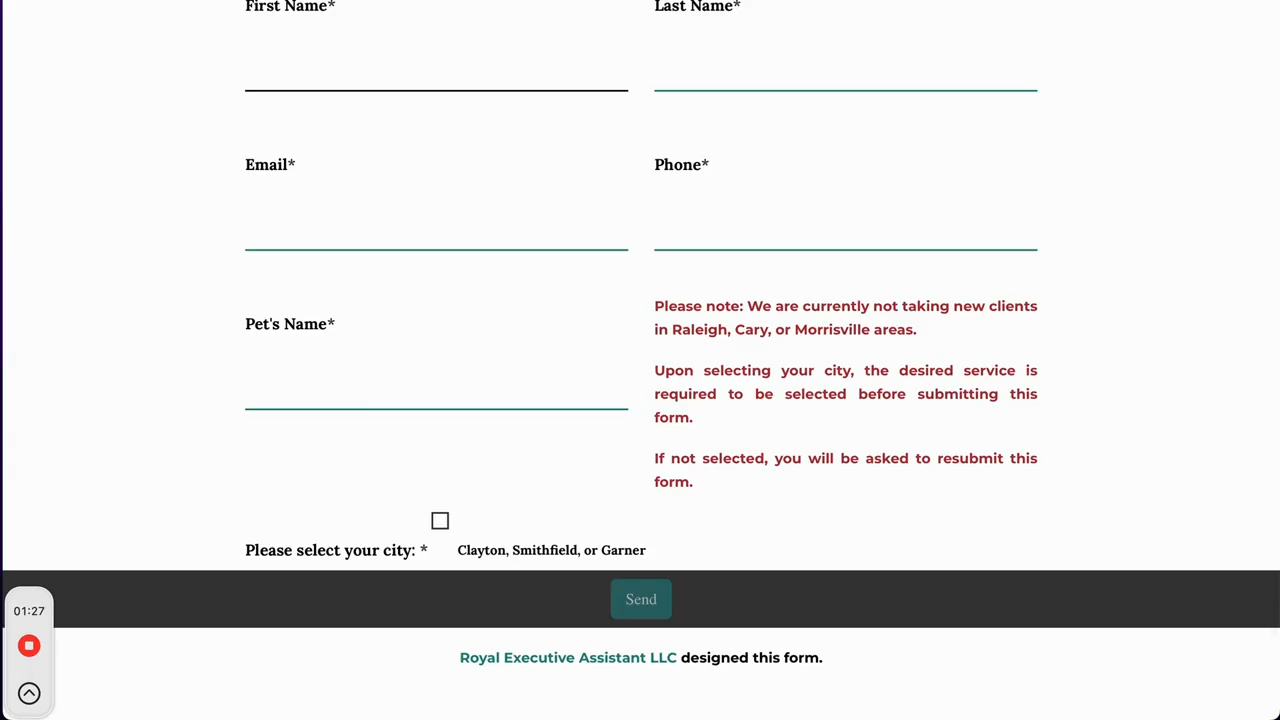 First Name*
Last Name*
Email*
Phone*
Pet's Name*
Please note: We are currently not taking new clients
in Raleigh, Cary, or Morrisville areas.
Upon selecting your city, the desired service is
required to be selected before submitting this
form.
If not selected, you will be asked to resubmit this
form.
Please select your city: *
Clayton, Smithfield, or Garner
Send
01:27
Royal Executive Assistant LLC designed this form.